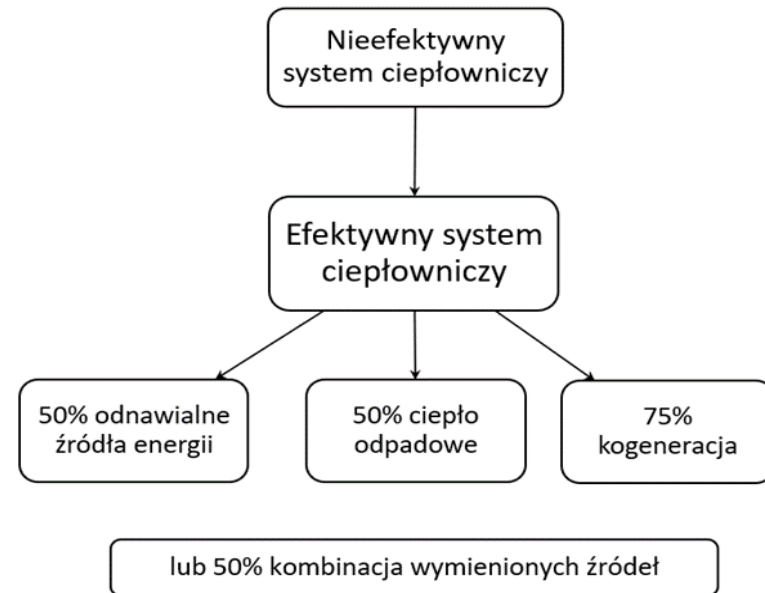 Nieefektywny
system ciepłowniczy
Efektywny system
ciepłowniczy
50% odnawialne
źródła energii
50% ciepło
odpadowe
75%
kogeneracja
lub 50% kombinacja wymienionych źródeł